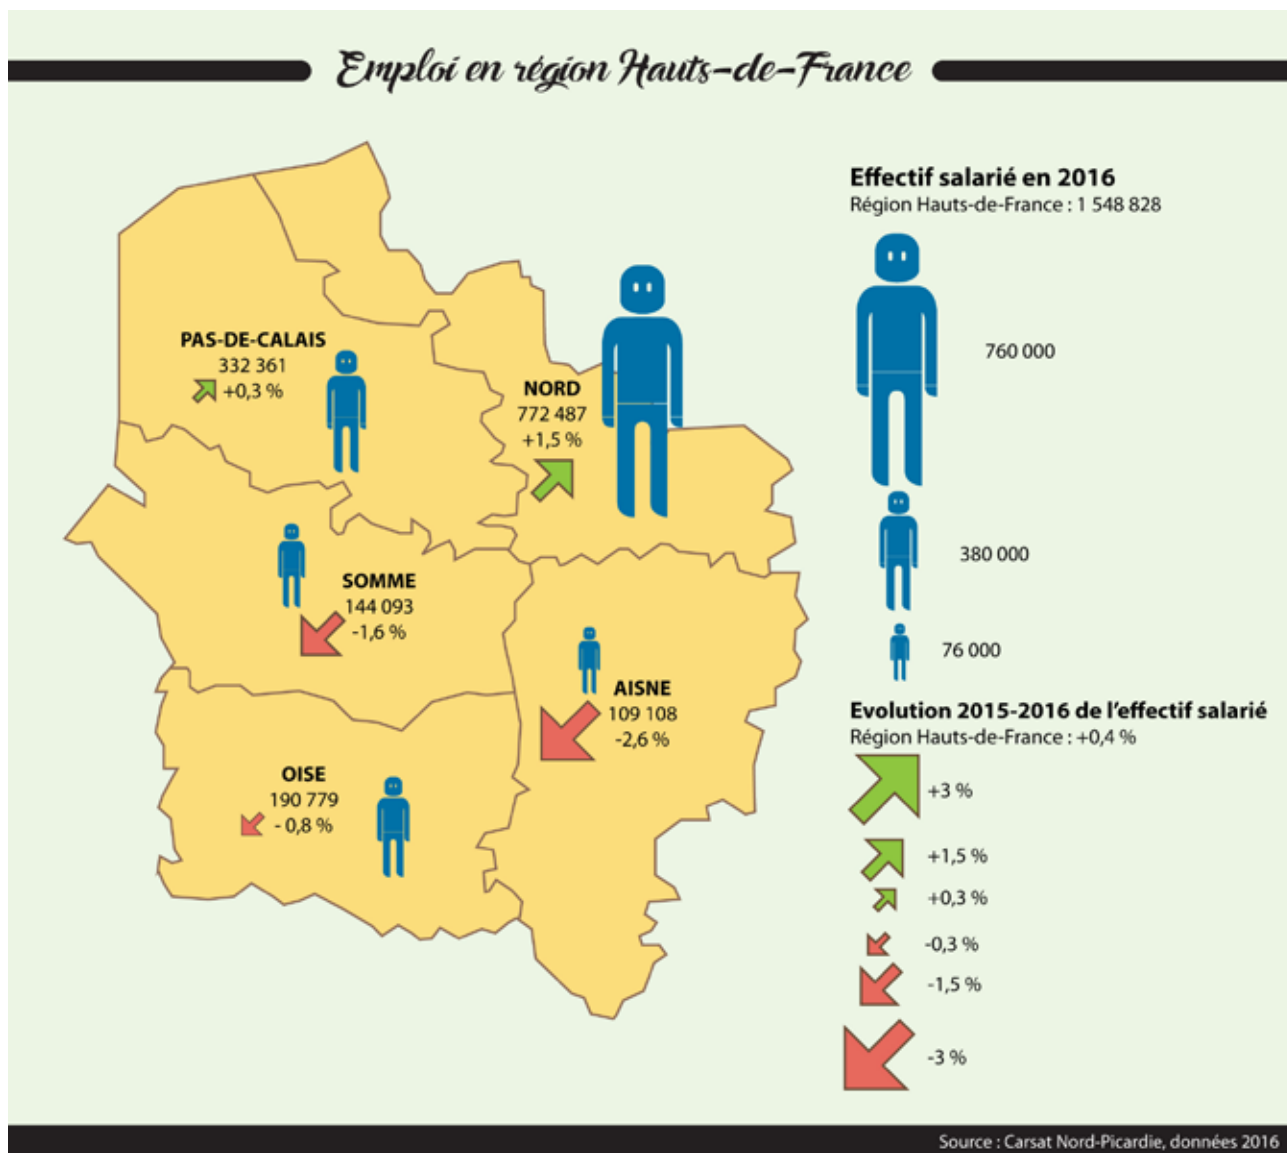 Emploi en région Hauts-de-France
PAS-DE-CALAIS
332 361
+0,3 %
NORD
772 487
+1,5 %
SOMME
144 093
-1,6 %
AISNE
109 108
-2,6 %
OISE
190 779
- 0,8 %
Effectif salarié en 2016
Région Hauts-de-France : 1 548 828
760 000
380 000
76 000
Evolution 2015-2016 de l'effectif salarié
Région Hauts-de-France : +0,4 %
+3 %
+1,5 %
+0,3 %
-0,3 %
-1,5 %
-3 %
Source : Carsat Nord-Picardie, données 2016